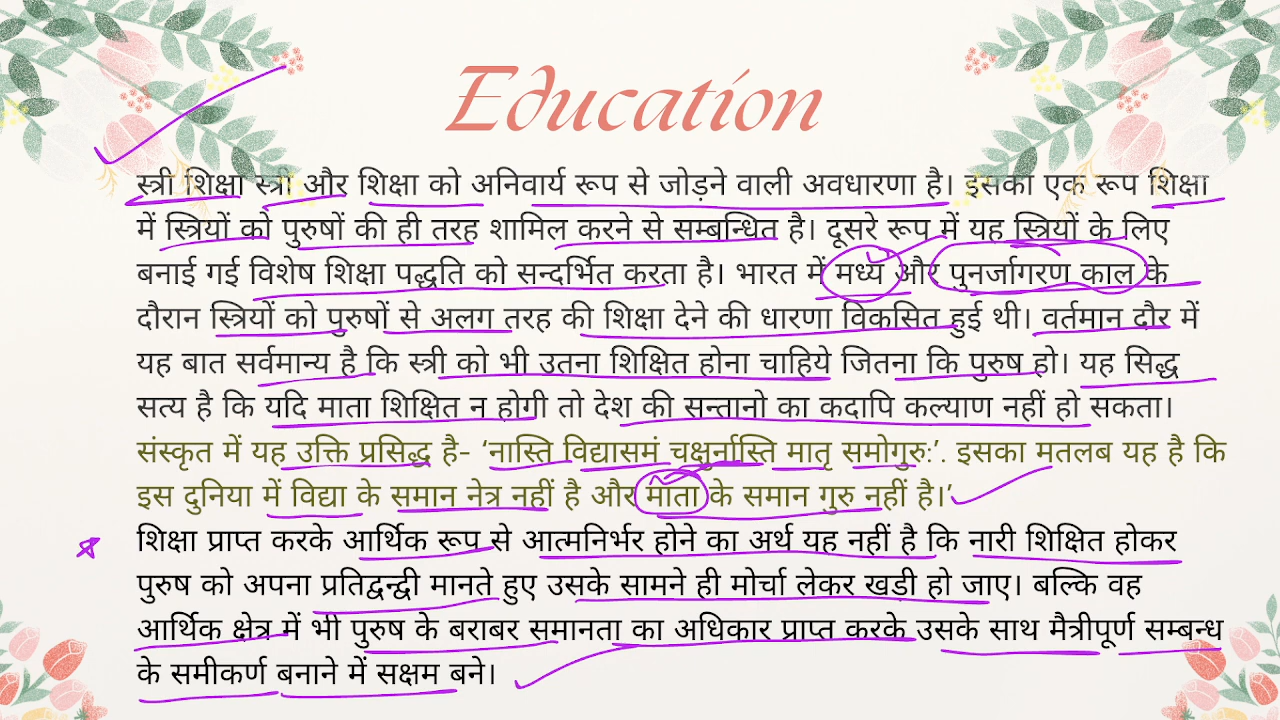 Education
स्त्री शिक्षा स्त्री और शिक्षा को अनिवार्य रूप से जोड़ने वाली अवधारणा है। इसका एक रूप शिक्षा
में स्त्रियों को पुरुषों की ही तरह शामिल करने से सम्बन्धित है। दूसरे रूप में यह स्त्रियों के लिए
बनाई गई विशेष शिक्षा पद्धति को सन्दर्भित करता है। भारत में मध्य और पुनर्जागरण काल के
दौरान स्त्रियों को पुरुषों से अलग तरह की शिक्षा देने की धारणा विकसित हुई थी। वर्तमान दौर में
यह बात सर्वमान्य है कि स्त्री को भी उतना शिक्षित होना चाहिये जितना कि पुरुष हो। यह सिद्ध
सत्य है कि यदि माता शिक्षित न होगी तो देश की सन्तानो का कदापि कल्याण नहीं हो सकता।
संस्कृत में यह उक्ति प्रसिद्ध है- ‘नास्ति विद्यासमं चक्षुर्नास्ति मातृ समोगुरु:’. इसका मतलब यह है कि
इस दुनिया में विद्या के समान नेत्र नहीं है और माता के समान गुरु नहीं है।’
शिक्षा प्राप्त करके आर्थिक रूप से आत्मनिर्भर होने का अर्थ यह नहीं है कि नारी शिक्षित होकर
पुरुष को अपना प्रतिद्वन्द्वी मानते हुए उसके सामने ही मोर्चा लेकर खड़ी हो जाए। बल्कि वह
आर्थिक क्षेत्र में भी पुरुष के बराबर समानता का अधिकार प्राप्त करके उसके साथ मैत्रीपूर्ण सम्बन्ध
के समीकर्ण बनाने में सक्षम बने।